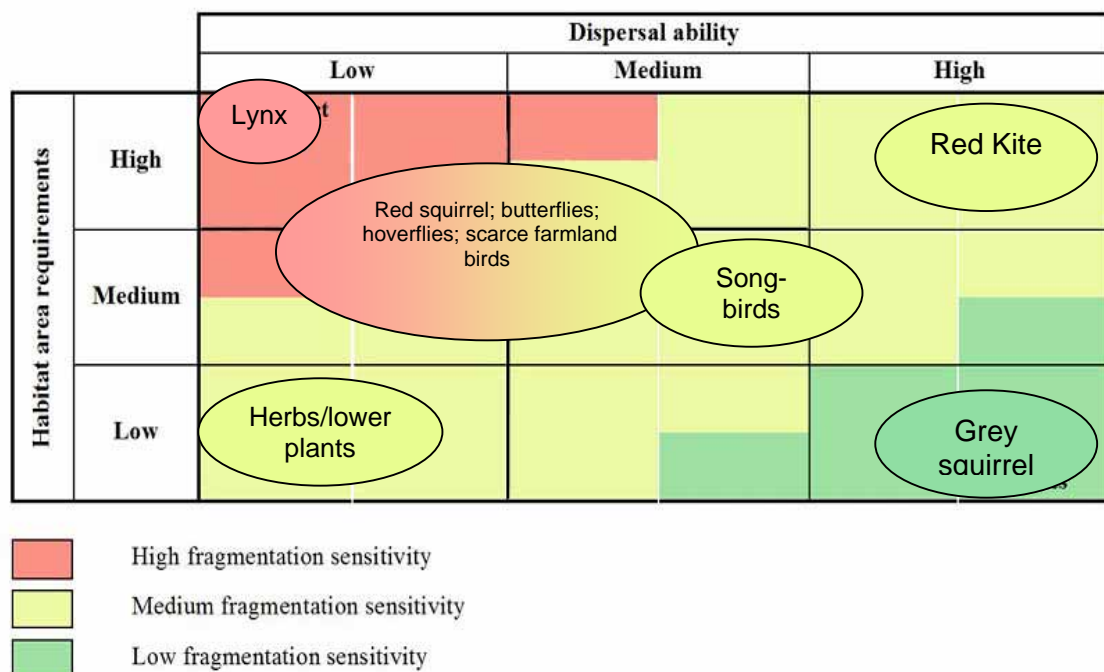 Dispersal ability
Low Medium High
Habitat area requirements
High
Medium
Low
Lynx
Red Kite
Red squirrel; butterflies;
hoverflies; scarce farmland
birds
Song-
birds
Herbs/lower
plants
Grey
squirrel
High fragmentation sensitivity
Medium fragmentation sensitivity
Low fragmentation sensitivity